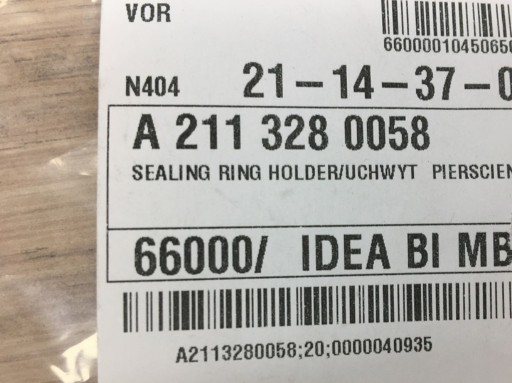 VOR
N404
21-14-37-0
A 211 328 0058
SEALING RING HOLDER/UCHWYT PIERSCIEN
66000/ IDEA BI MB
A2113280058;20;0000040935